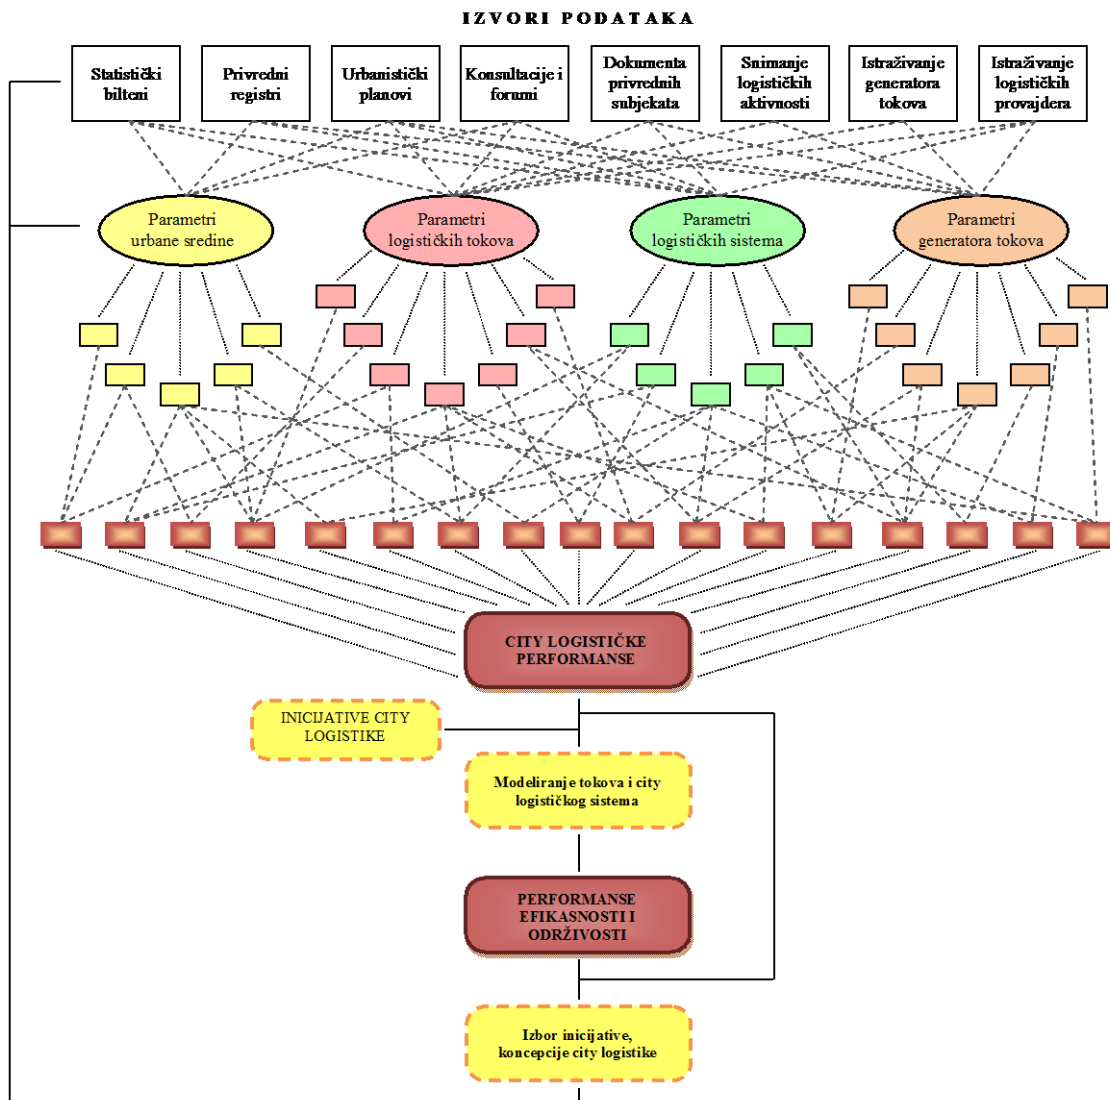 IZVORI PODATAKA
Statistički
bilteni
Privredni
registri
Urbanistički
planovi
Konsultacije i
forumi
Dokumenta
privrednih
subjekata
Snimanje
logističkih
aktivnosti
Istraživanje
generatora
tokova
Istraživanje
logističkih
provajdera
Parametri
urbane sredine
Parametri
logističkih tokova
Parametri
logističkih sistema
Parametri
generatora tokova
CITY LOGISTIČKE
PERFORMANSE
INICIJATIVE CITY
LOGISTIKE
Modeliranje tokova i city
logističkog sistema
PERFORMANSE
EFIKASNOSTI I
ODRŽIVOSTI
Izbor inicijative,
koncepcije city logistike